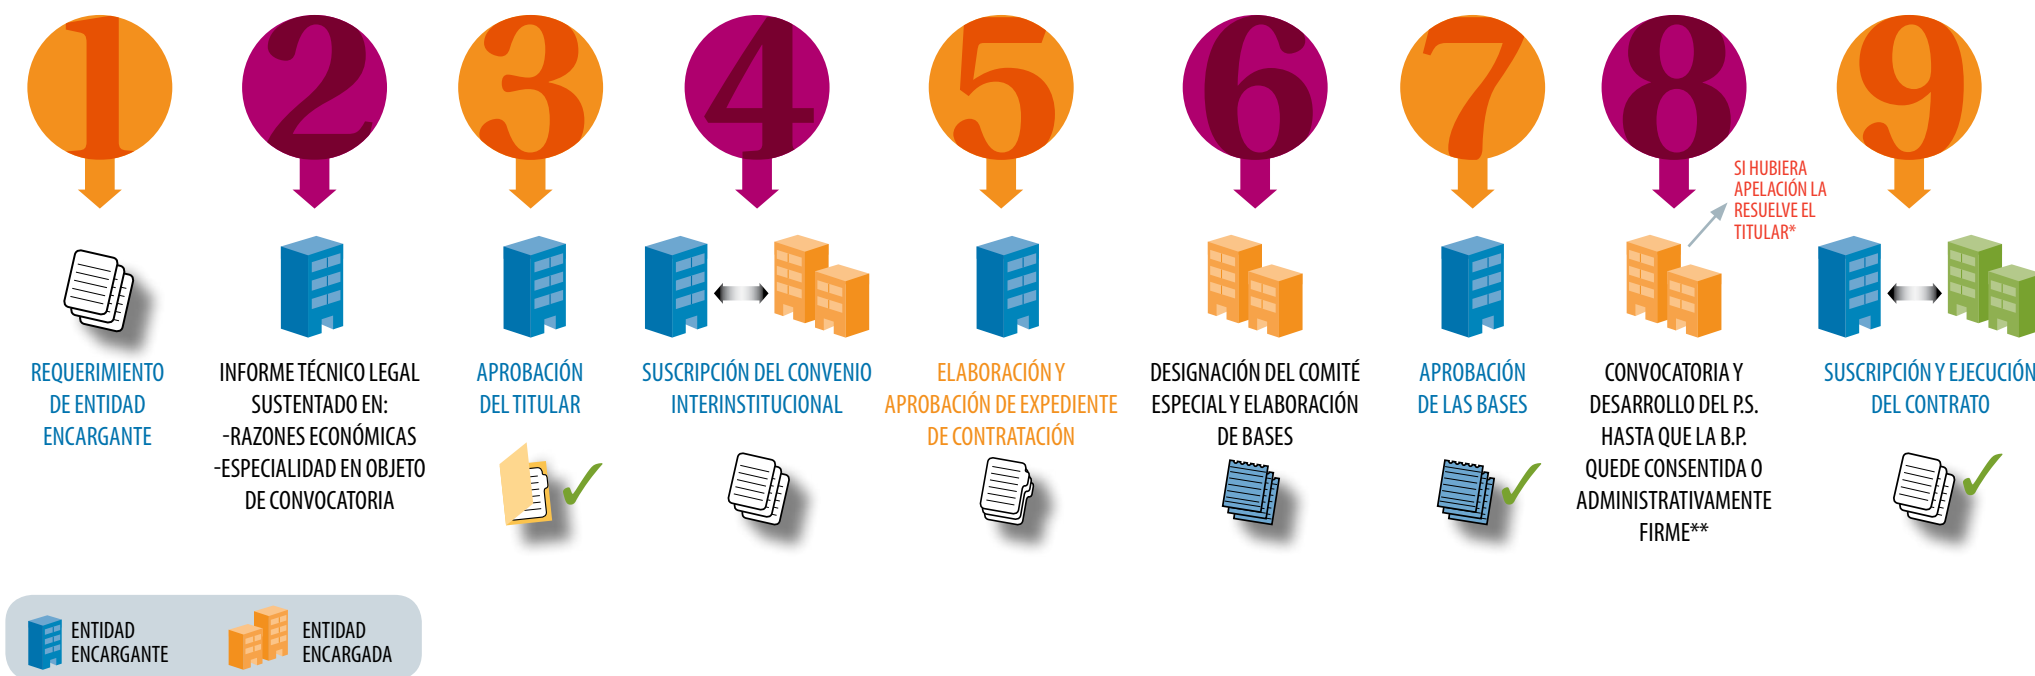 1
REQUERIMIENTO
DE ENTIDAD
ENCARGANTE
2
INFORME TÉCNICO LEGAL
SUSTENTADO EN:
-RAZONES ECONÓMICAS
-ESPECIALIDAD EN OBJETO
DE CONVOCATORIA
3
APROBACIÓN
DEL TITULAR
4
SUSCRIPCIÓN DEL CONVENIO
INTERINSTITUCIONAL
5
ELABORACIÓN Y
APROBACIÓN DE EXPEDIENTE
DE CONTRATACIÓN
6
DESIGNACIÓN DEL COMITÉ
ESPECIAL Y ELABORACIÓN
DE BASES
7
APROBACIÓN
DE LAS BASES
8
SI HUBIERA
APELACIÓN LA
RESUELVE EL
TITULAR*
CONVOCATORIA Y
DESARROLLO DEL P.S.
HASTA QUE LA B.P.
QUEDE CONSENTIDA O
ADMINISTRATIVAMENTE
FIRME**
9
SUSCRIPCIÓN Y EJECUCIÓN
DEL CONTRATO
ENTIDAD
ENCARGANTE
ENTIDAD
ENCARGADA